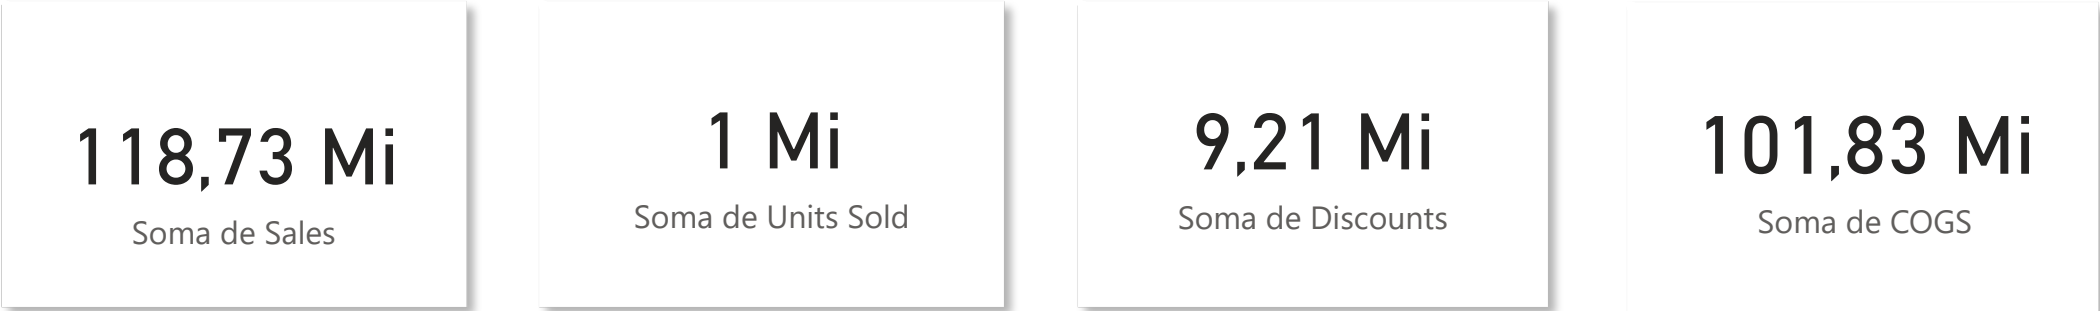 118,73 Mi
Soma de Sales
1 Mi
Soma de Units Sold
9,21 Mi
Soma de Discounts
101,83 Mi
Soma de COGS